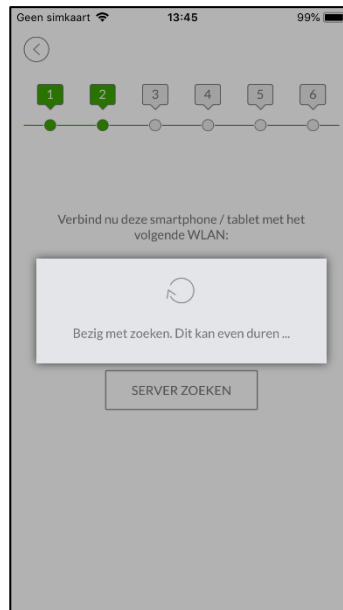 Geen simkaart 13:45 99%
1 2 3 4 5 6
Verbind nu deze smartphone / tablet met het
volgende WLAN:
Bezig met zoeken. Dit kan even duren ...
SERVER ZOEKEN